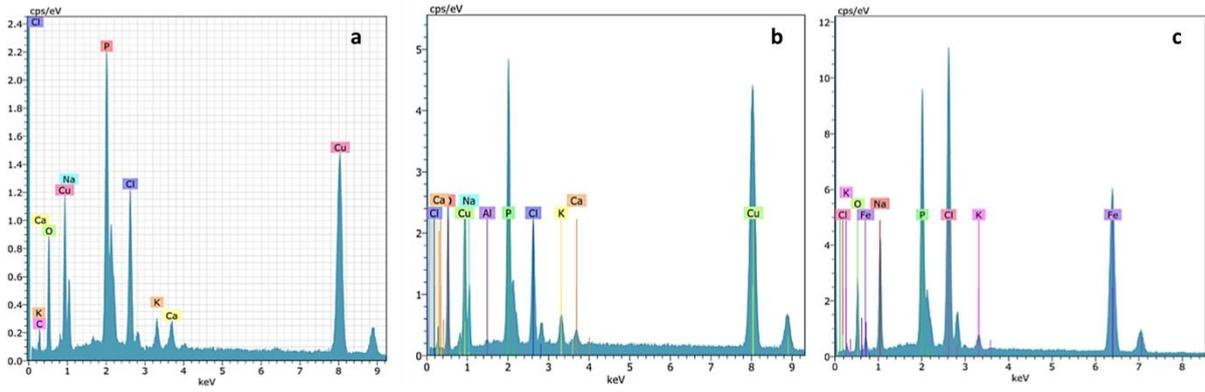 cps/eV
a
Cl
P
Na
Cu
Cl
Cu
Ca
O
K
C
K
Ca
2.4
2.2
2.0
1.8
1.6
1.4
1.2
1.0
0.8
0.6
0.4
0.2
0.0
0 1 2 3 4 5 6 7 8 9
keV
cps/eV
b
Ca
Na
Ca
Cl
Cu
Al
P
Cl
K
Cu
5
4
3
2
1
0
0 1 2 3 4 5 6 7 8 9
keV
cps/eV
c
K
O
Na
Cl
Fe
P
Cl
K
Fe
12
10
8
6
4
2
0
0 1 2 3 4 5 6 7 8
keV